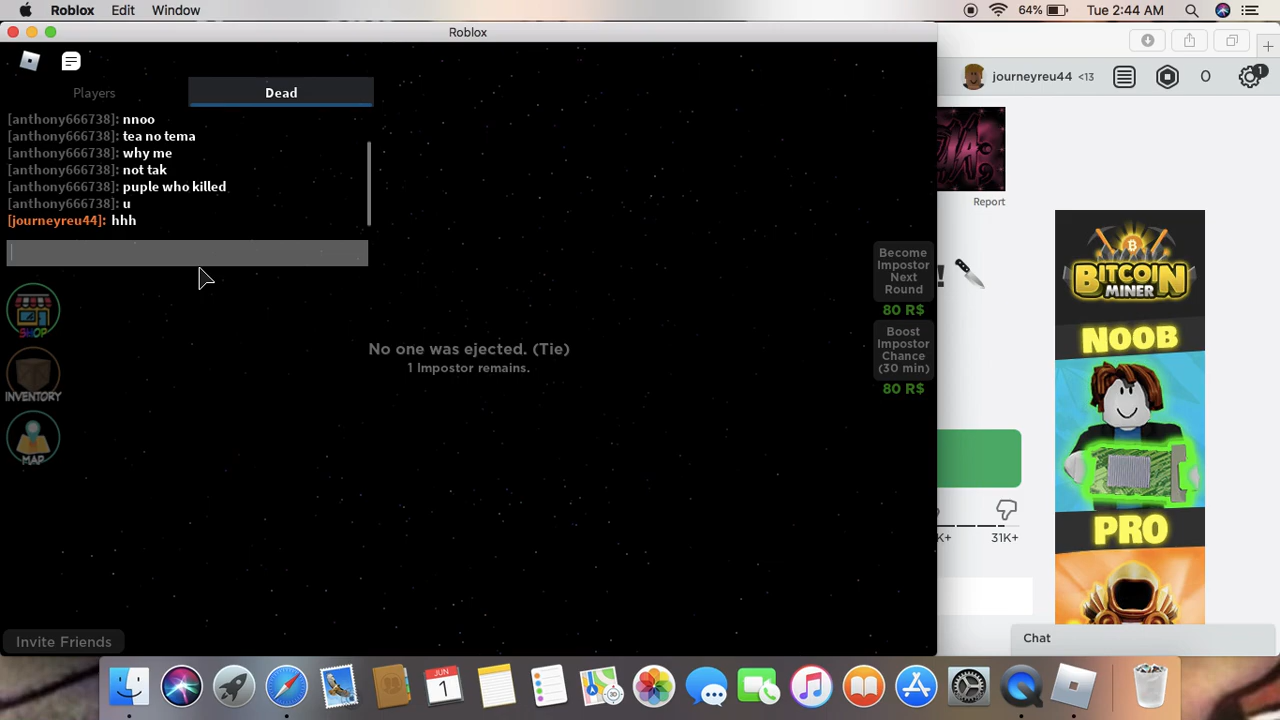 Roblox Edit Window
64% Tue 2:44 AM
Roblox
Players Dead
[anthony666738]: nnoo
[anthony666738]: tea no tema
[anthony666738]: why me
[anthony666738]: not tak
[anthony666738]: puple who killed
[anthony666738]: u
[journeyreu44]: hhh
SHOP
INVENTORY
MAP
No one was ejected. (Tie)
1 Impostor remains.
Become
Impostor
Next
Round
80 R$
Boost
Impostor
Chance
(30 min)
80 R$
Invite Friends
journeyreu44 <13
0
1
Report
!
K+
31K+
BITCOIN
MINER
NOOB
PRO
Chat
JUN
1